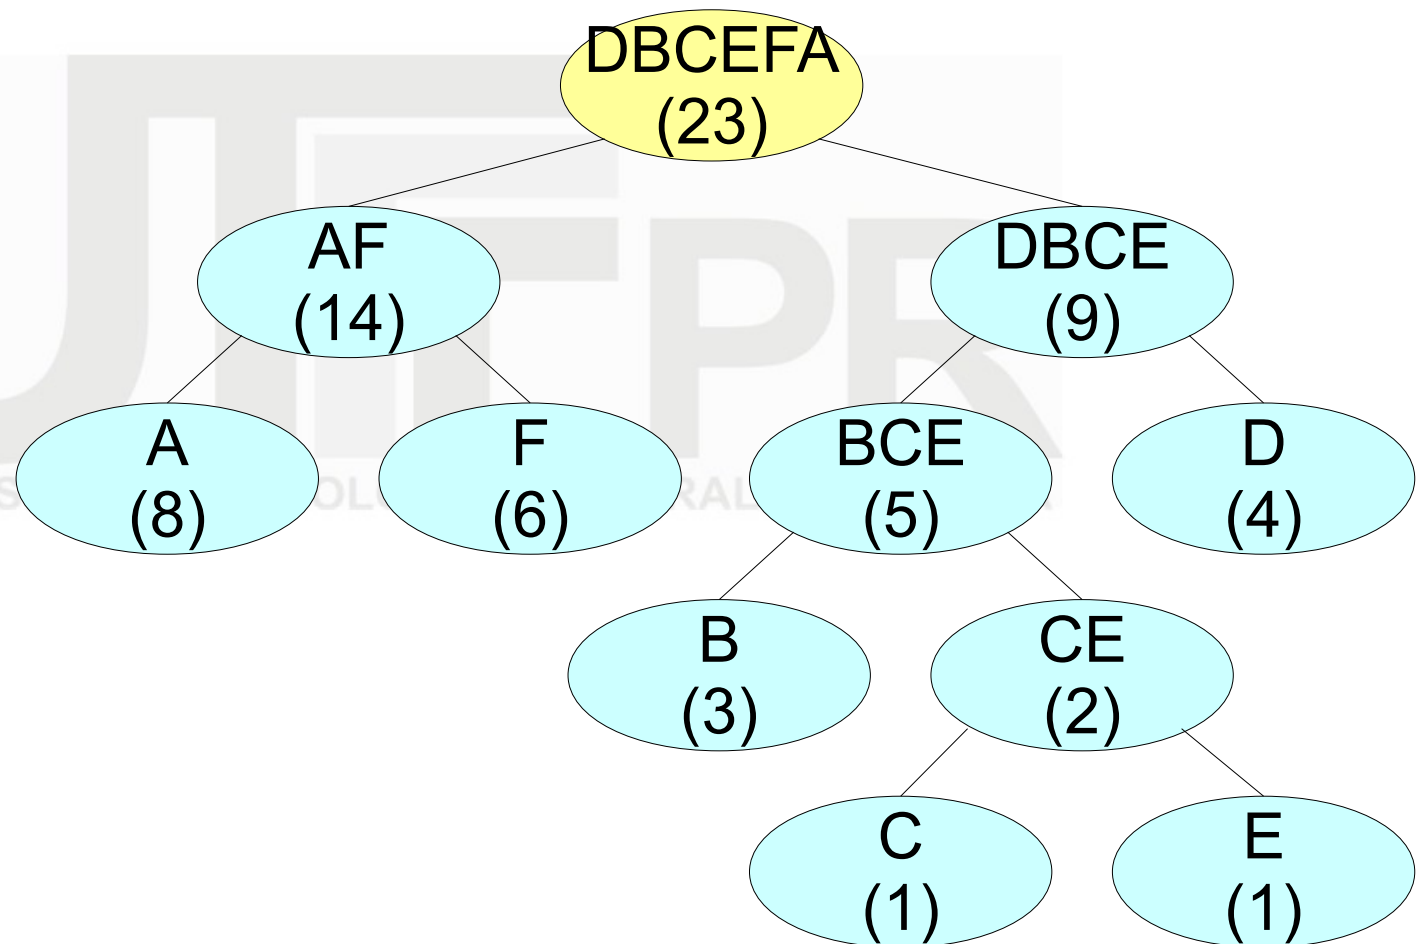 DBCEFA
(23)
AF
(14)
DBCE
(9)
A
(8)
F
(6)
BCE
(5)
D
(4)
B
(3)
CE
(2)
C
(1)
E
(1)